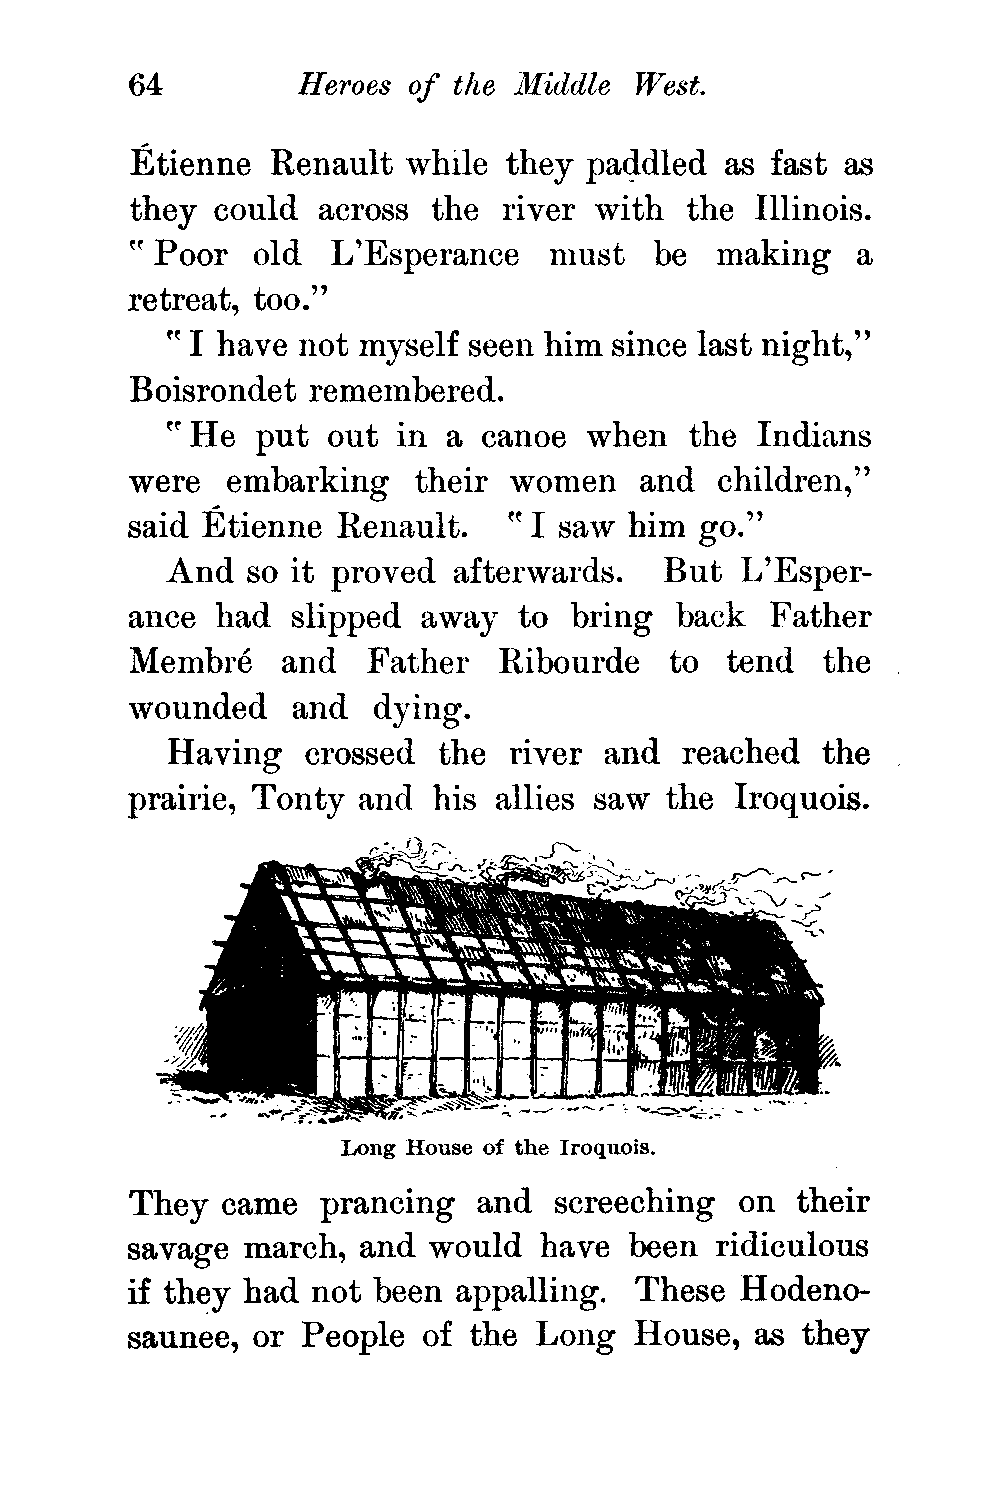 64 Heroes of the Middle West.
Étienne Renault while they paddled as fast as
they could across the river with the Illinois.
"Poor old L'Esperance must be making a
retreat, too."
"I have not myself seen him since last night,"
Boisrondet remembered.
"He put out in a canoe when the Indians
were embarking their women and children,"
said Étienne Renault. "I saw him go."
And so it proved afterwards. But L'Esper-
ance had slipped away to bring back Father
Membré and Father Ribourde to tend the
wounded and dying.
Having crossed the river and reached the
prairie, Tonty and his allies saw the Iroquois.
Long House of the Iroquois.
They came prancing and screeching on their
savage march, and would have been ridiculous
if they had not been appalling. These Hodeno-
saunee, or People of the Long House, as they